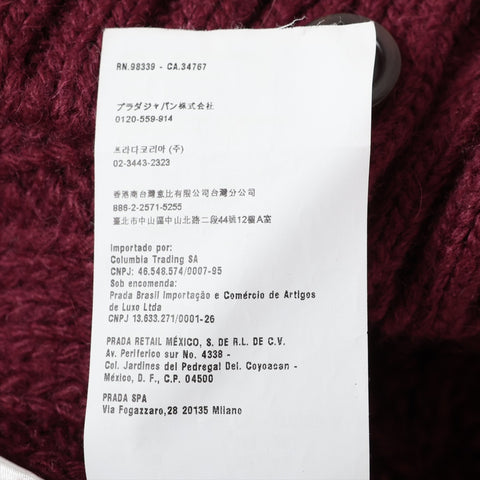 RN.98339 - CA.34767
プラダジャパン株式会社
0120-559-914
프라다코리아 (주)
02-3443-2323
香港商台灣意比有限公司台灣分公司
886-2-2571-5255
臺北市中山區中山北路二段44號12樓A室
Importado por:
Columbia Trading SA
CNPJ: 46.548.574/0007-95
Sob encomenda:
Prada Brasil Importação e Comércio de Artigos
de Luxo Ltda
CNPJ 13.633.271/0001-26
PRADA RETAIL MÉXICO, S. DE R.L. DE C.V.
Av. Periferico sur No. 4338 -
Col. Jardines del Pedregal Del. Coyoacan -
México, D. F., C.P. 04500
PRADA SPA
Via Fogazzaro,28 20135 Milano